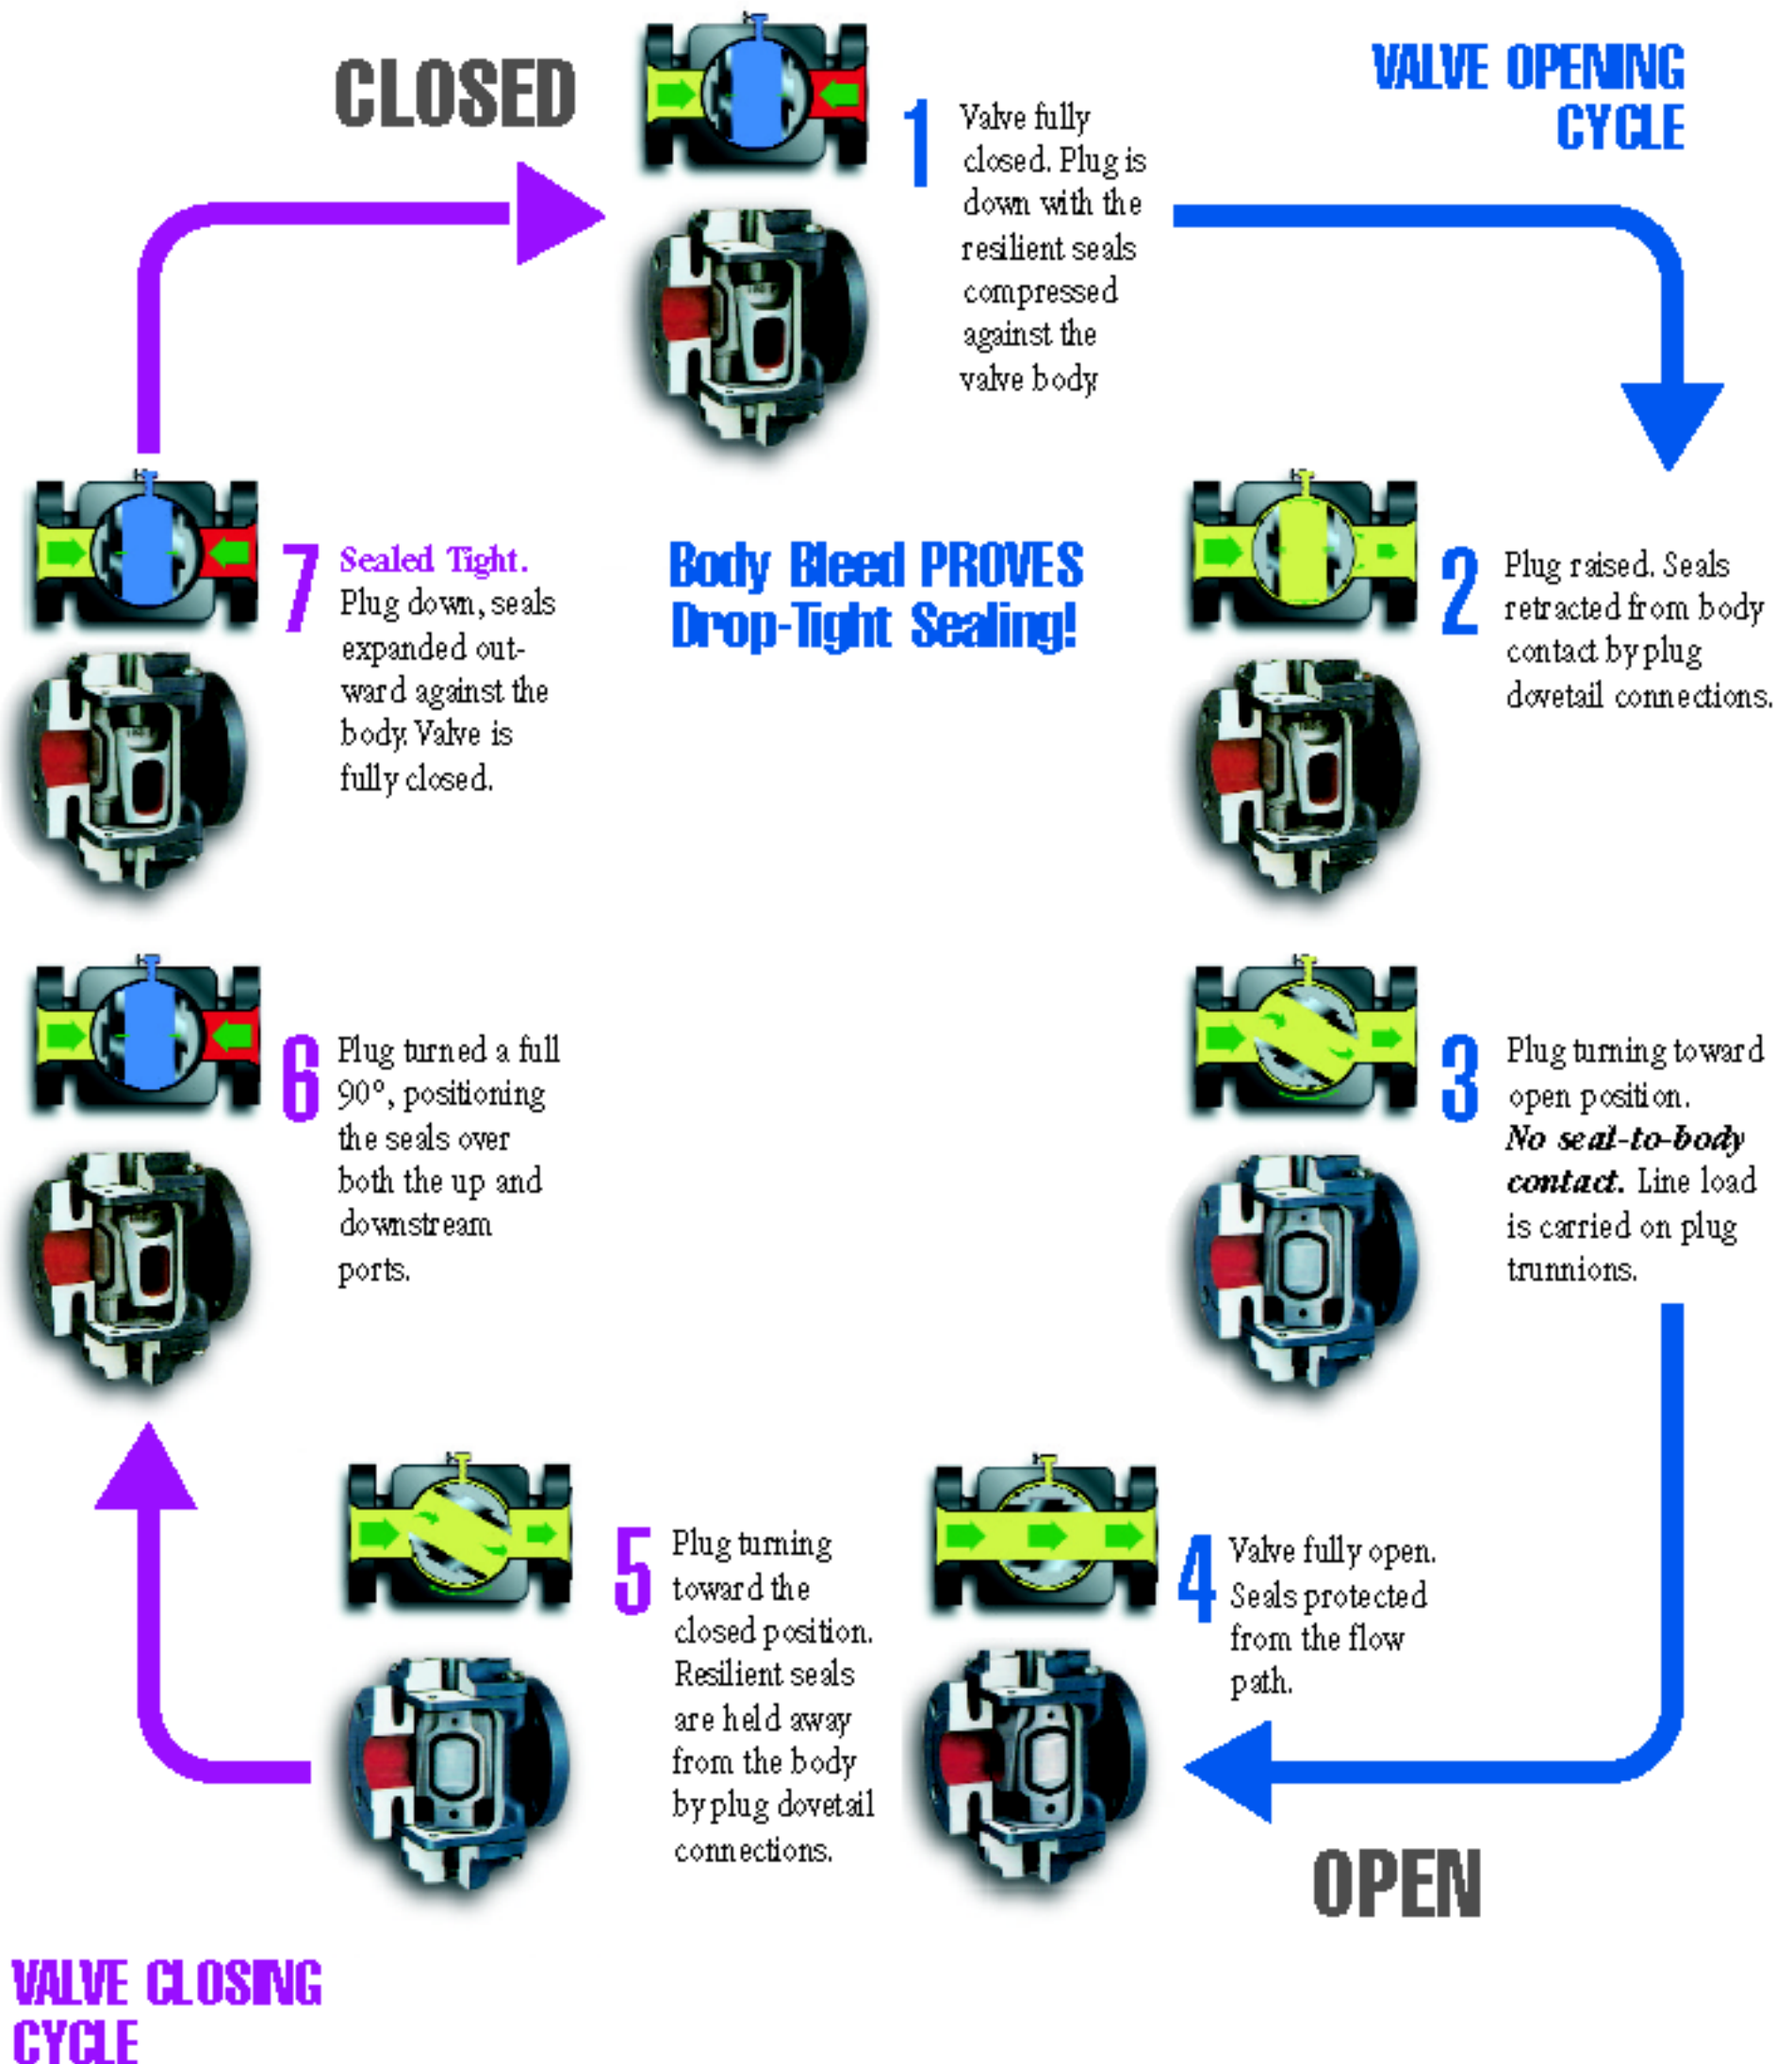 CLOSED
VALVE OPENING
CYCLE
1
Valve fully
closed. Plug is
down with the
resilient seals
compressed
against the
valve body.
Body Bleed PROVES
Drop-Tight Sealing!
2
Plug raised. Seals
retracted from body
contact by plug
dovetail connections.
3
Plug turning toward
open position.
No seal-to-body
contact. Line load
is carried on plug
trunnions.
4
Valve fully open.
Seals protected
from the flow
path.
OPEN
5
Plug turning
toward the
closed position.
Resilient seals
are held away
from the body
by plug dovetail
connections.
6
Plug turned a full
90°, positioning
the seals over
both the up and
downstream
ports.
7
Sealed Tight.
Plug down, seals
expanded out-
ward against the
body. Valve is
fully closed.
VALVE CLOSING
CYCLE